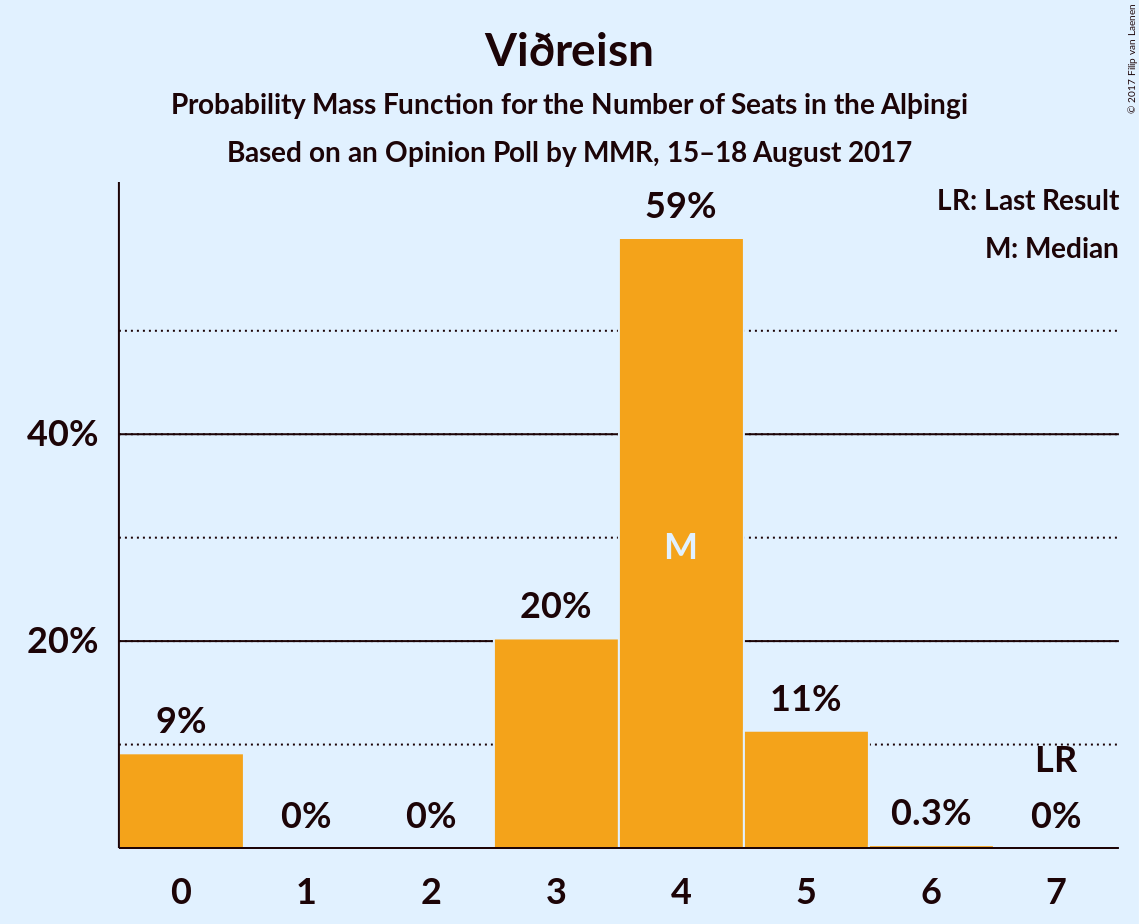 Viðreisn
Probability Mass Function for the Number of Seats in the Alþingi
Based on an Opinion Poll by MMR, 15–18 August 2017
© 2017 Filip van Laenen
LR: Last Result
M: Median
59%
40%
M
20%
20%
9%
11%
LR
0%
0%
0.3%
0%
0 1 2 3 4 5 6 7